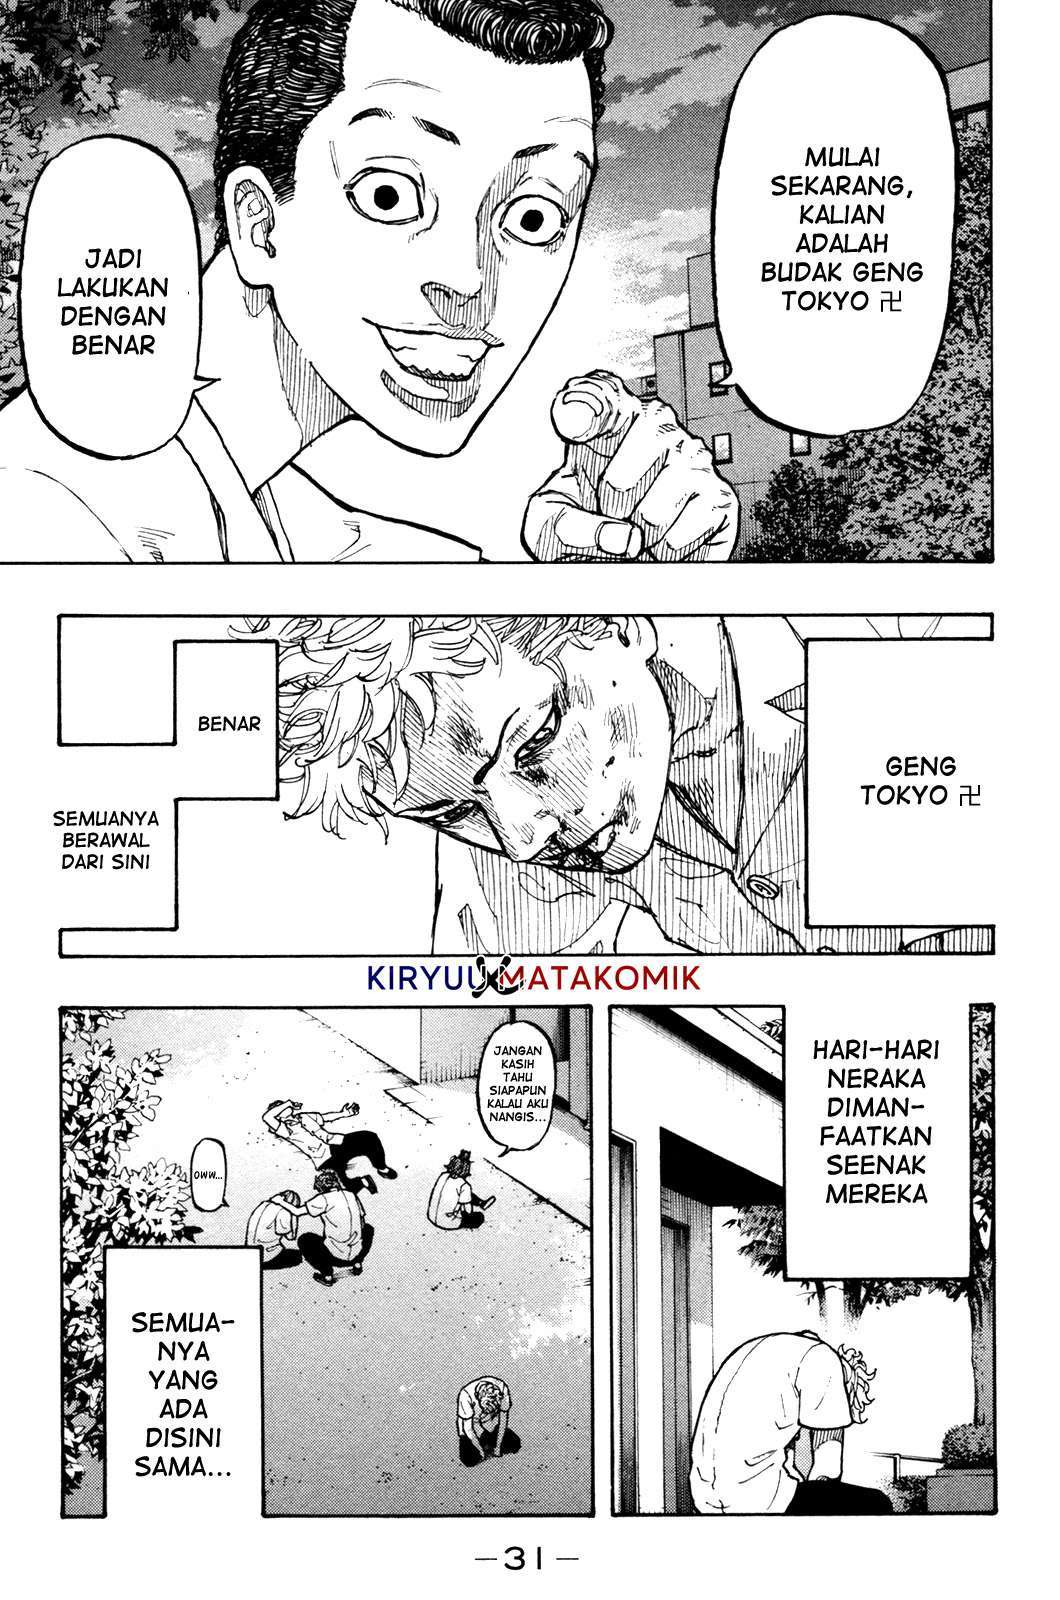 MULAI
SEKARANG,
KALIAN
ADALAH
BUDAK GENG
TOKYO 卍
JADI
LAKUKAN
DENGAN
BENAR
GENG
TOKYO 卍
BENAR
SEMUANYA
BERAWAL
DARI SINI
KIRYUU X MATAKOMIK
HARI-HARI
NERAKA
DIMAN-
FAATKAN
SEENAK
MEREKA
JANGAN
KASIH
TAHU
SIAPAPUN
KALAU AKU
NANGIS...
OWW...
SEMUA-
NYA
YANG
ADA
DISINI
SAMA...
—31—